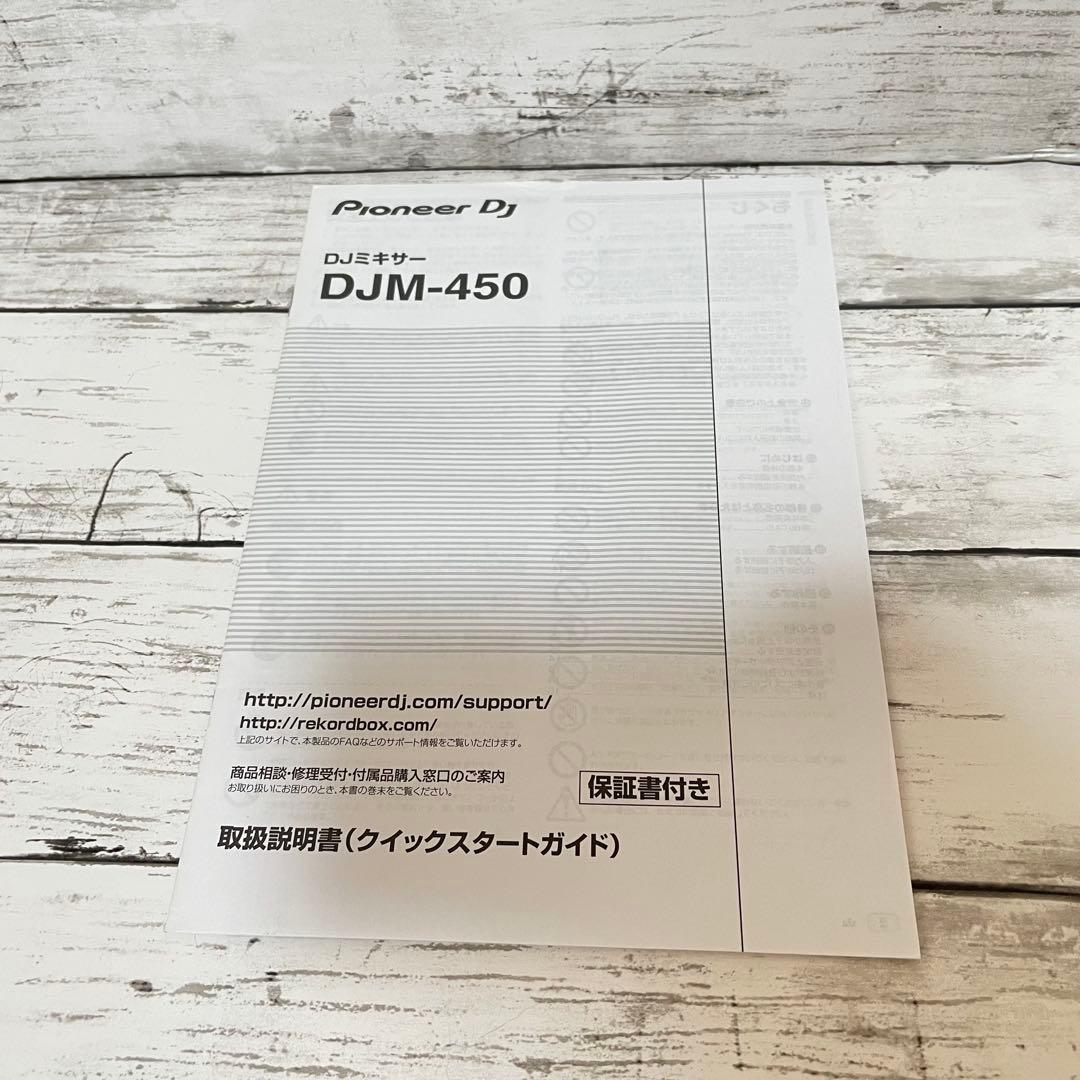 Pioneer Dj
DJミキサー
DJM-450
http://pioneerdj.com/support/
http://rekordbox.com/
上記のサイトで、本製品のFAQなどのサポート情報をご覧いただけます。
商品相談・修理受付・付属品購入窓口のご案内
お取り扱いにお困りのとき、本書の巻末をご覧ください。
保証書付き
取扱説明書(クイックスタートガイド)